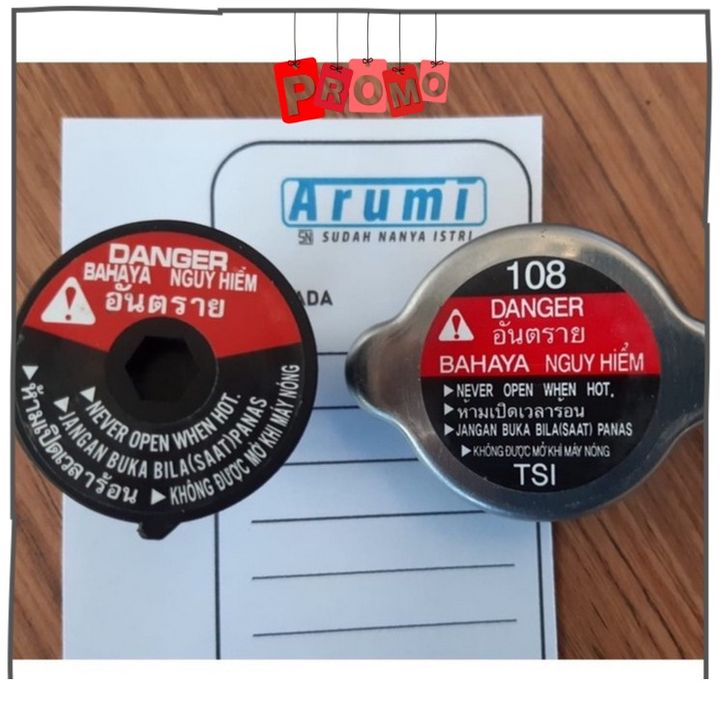 PROMO
Arumi
SN SUDAH NANYA ISTRI
ADA
DANGER
BAHAYA NGUY HIỂM
อันตราย
▶NEVER OPEN WHEN HOT.
▶JANGAN BUKA BILA(SAAT)PANAS
▶ห้ามเปิดเวลาร้อน
▶KHÔNG ĐƯỢC MỞ KHI MÁY NÓNG
108
DANGER
อันตราย
BAHAYA NGUY HIỂM
▶NEVER OPEN WHEN HOT.
▶ห้ามเปิดเวลารอน
▶JANGAN BUKA BILA(SAAT) PANAS
▶KHÔNG ĐƯỢC MỞ KHI MÁY NÓNG
TSI